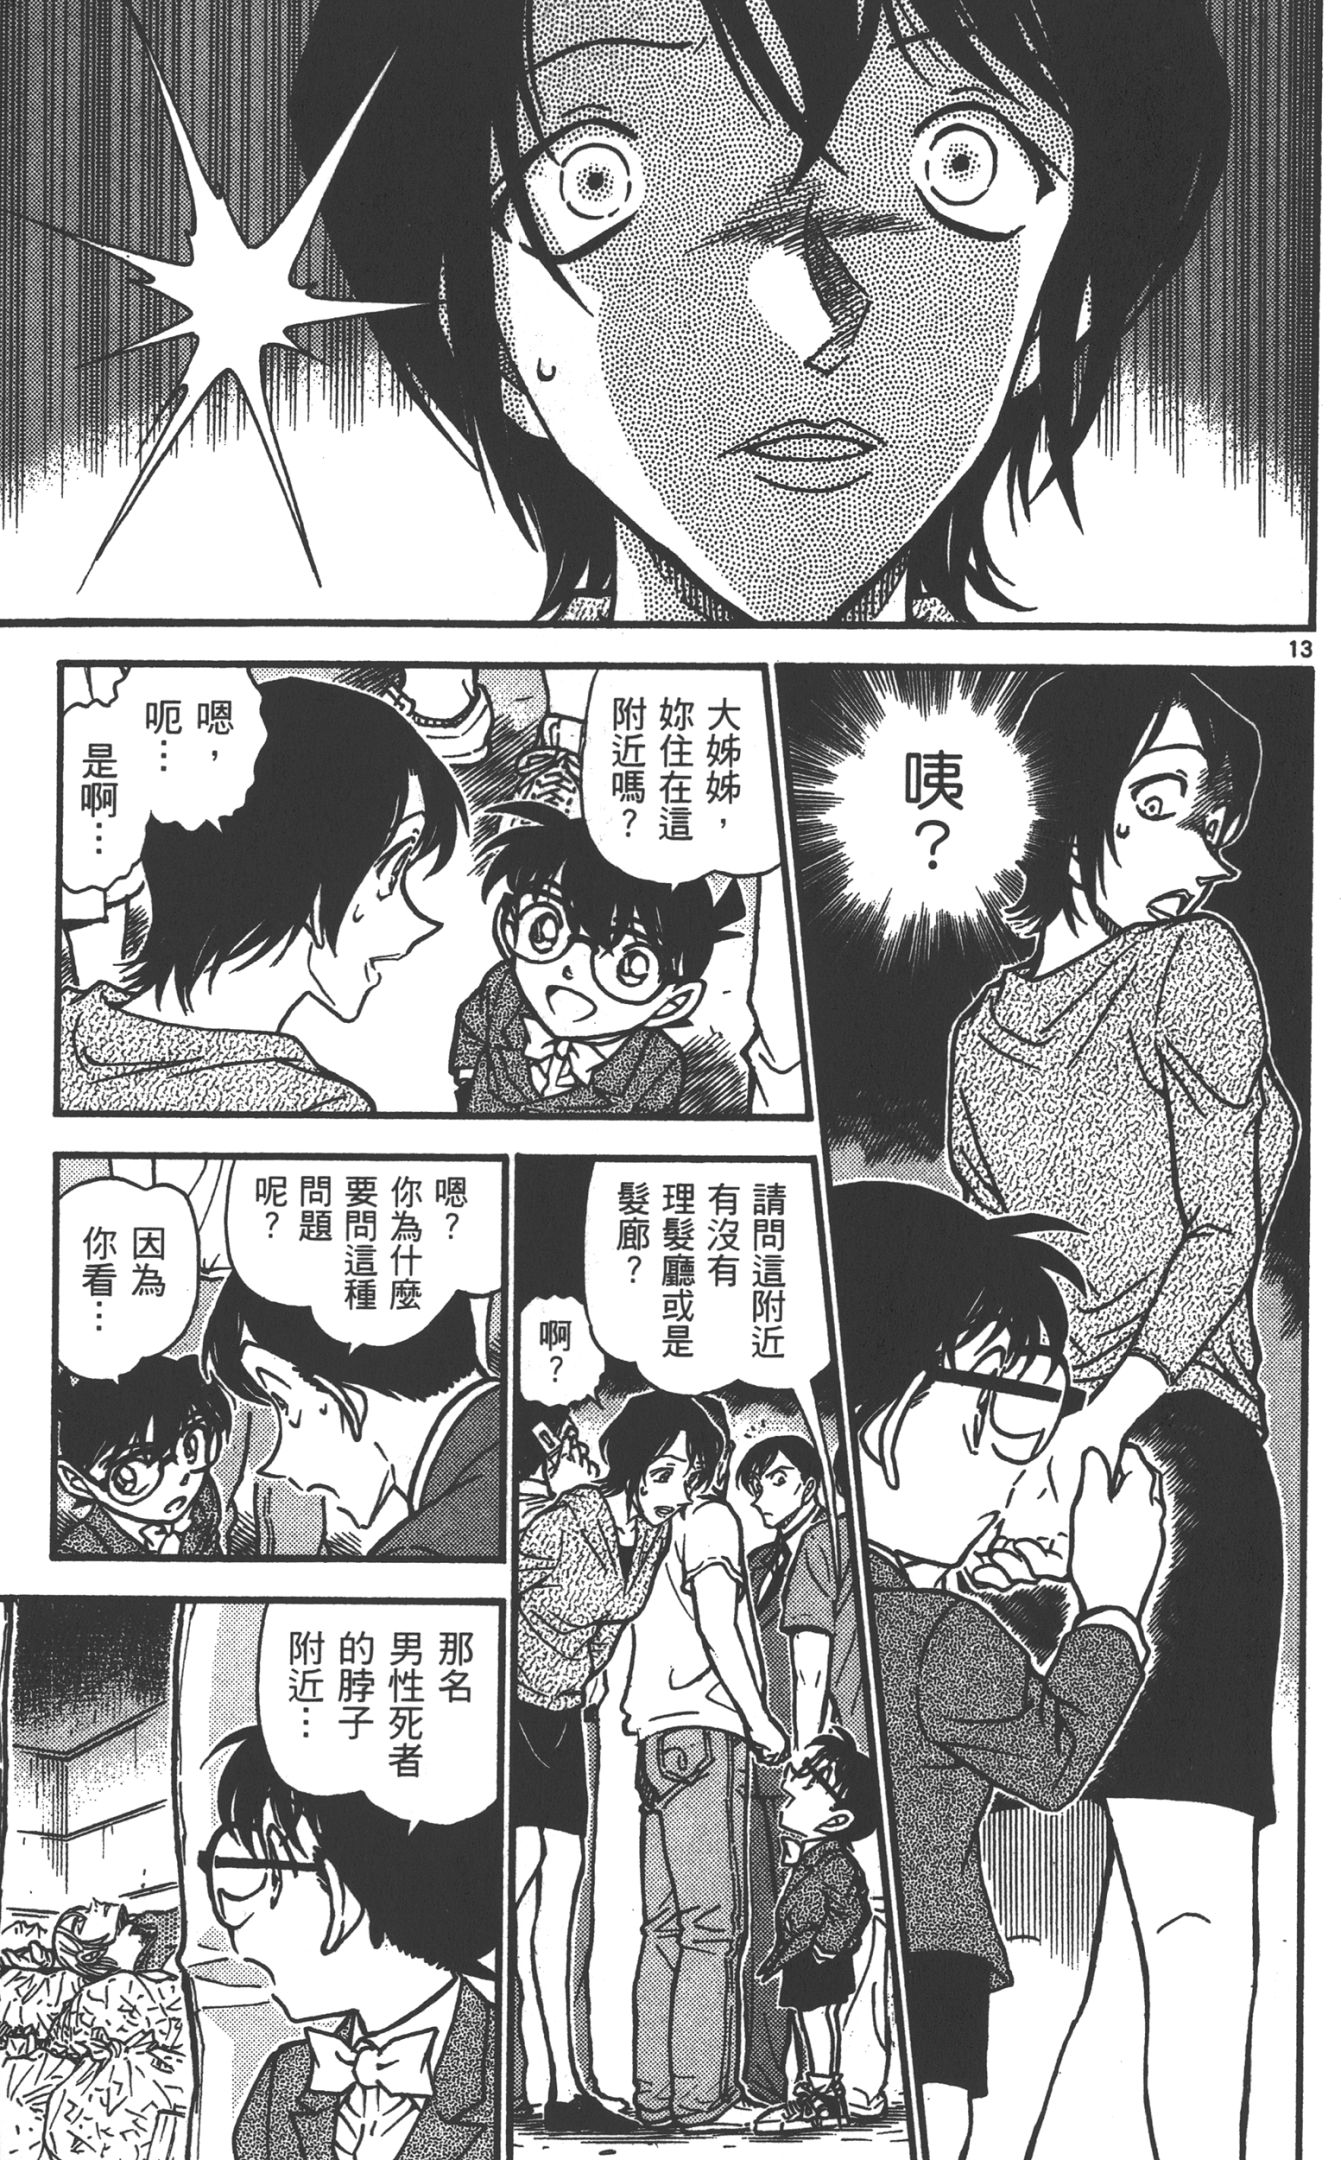 13
咦？
大姊姊，
妳住在這
附近嗎？
嗯，
呃…
是啊…
請問這附近
有沒有
理髮廳或是
髮廊？
啊？
嗯？
你為什麼
要問這種
問題
呢？
因為
你看…
那名
男性死者
的脖子
附近…